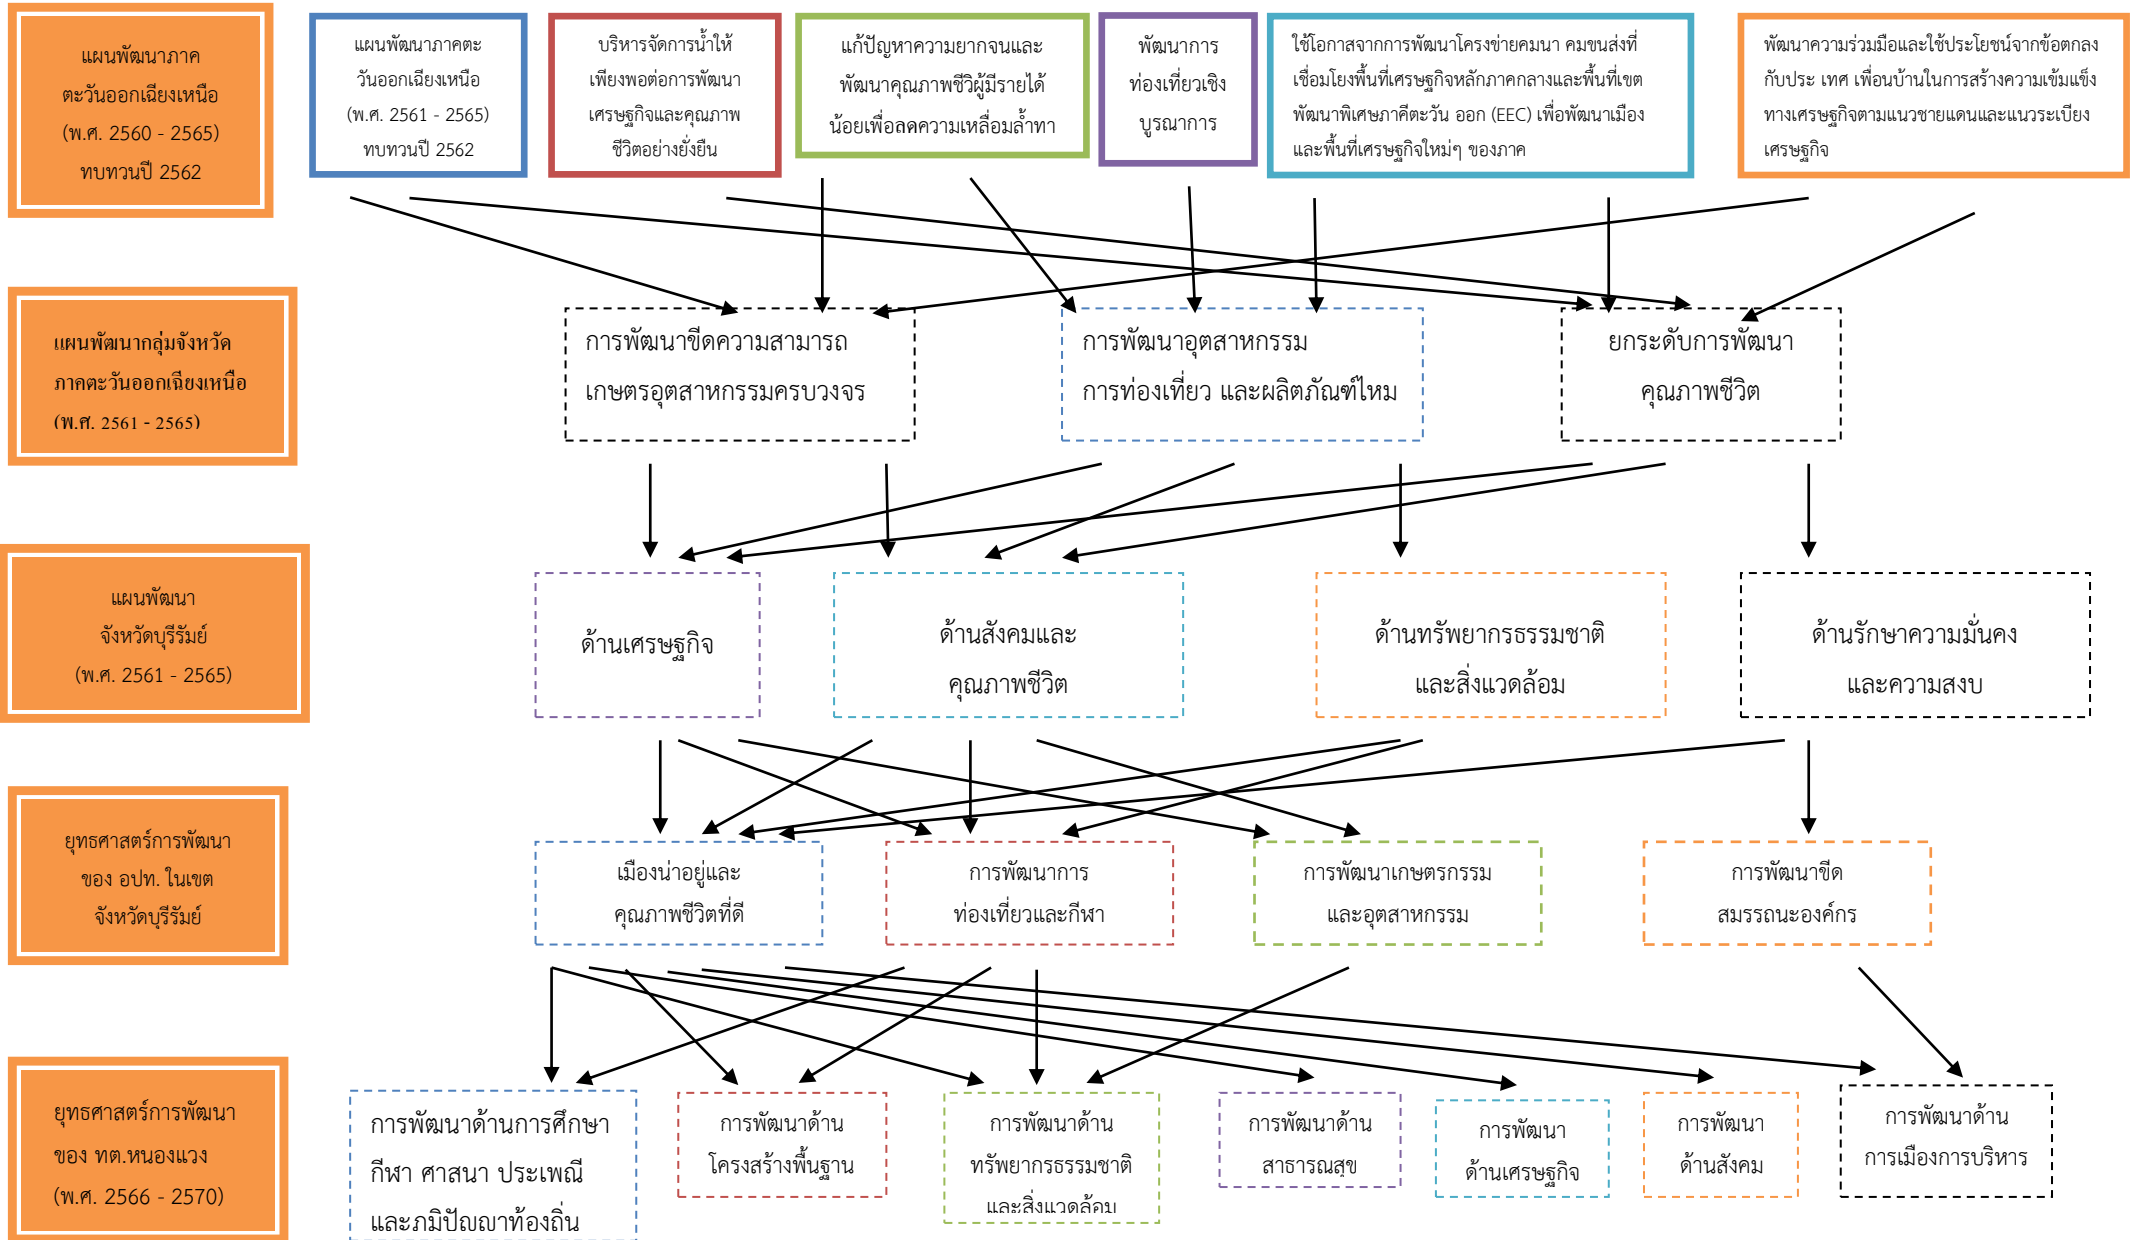 แผนพัฒนาภาค
ตะวันออกเฉียงเหนือ
(พ.ศ. 2560 - 2565)
ทบทวนปี 2562
แผนพัฒนาภาคตะ
วันออกเฉียงเหนือ
(พ.ศ. 2561 - 2565)
ทบทวนปี 2562
บริหารจัดการน้ำให้
เพียงพอต่อการพัฒนา
เศรษฐกิจและคุณภาพ
ชีวิตอย่างยั่งยืน
แก้ปัญหาความยากจนและ
พัฒนาคุณภาพชีวิผู้มีรายได้
น้อยเพื่อลดความเหลื่อมล้ำทา
พัฒนาการ
ท่องเที่ยวเชิง
บูรณาการ
ใช้โอกาสจากการพัฒนาโครงข่ายคมนา คมขนส่งที่
เชื่อมโยงพื้นที่เศรษฐกิจหลักภาคกลางและพื้นที่เขต
พัฒนาพิเศษภาคีตะวัน ออก (EEC) เพื่อพัฒนาเมือง
และพื้นที่เศรษฐกิจใหม่ๆ ของภาค
พัฒนาความร่วมมือและใช้ประโยชน์จากข้อตกลง
กับประ เทศ เพื่อนบ้านในการสร้างความเข้มแข็ง
ทางเศรษฐกิจตามแนวชายแดนและแนวระเบียง
เศรษฐกิจ
แผนพัฒนากลุ่มจังหวัด
ภาคตะวันออกเฉียงเหนือ
(พ.ศ. 2561 - 2565)
การพัฒนาขีดความสามารถ
เกษตรอุตสาหกรรมครบวงจร
การพัฒนาอุตสาหกรรม
การท่องเที่ยว และผลิตภัณฑ์ไหม
ยกระดับการพัฒนา
คุณภาพชีวิต
แผนพัฒนา
จังหวัดบุรีรัมย์
(พ.ศ. 2561 - 2565)
ด้านเศรษฐกิจ
ด้านสังคมและ
คุณภาพชีวิต
ด้านทรัพยากรธรรมชาติ
และสิ่งแวดล้อม
ด้านรักษาความมั่นคง
และความสงบ
ยุทธศาสตร์การพัฒนา
ของ อปท. ในเขต
จังหวัดบุรีรัมย์
เมืองน่าอยู่และ
คุณภาพชีวิตที่ดี
การพัฒนาการ
ท่องเที่ยวและกีฬา
การพัฒนาเกษตรกรรม
และอุตสาหกรรม
การพัฒนาขีด
สมรรถนะองค์กร
ยุทธศาสตร์การพัฒนา
ของ ทต.หนองแวง
(พ.ศ. 2566 - 2570)
การพัฒนาด้านการศึกษา
กีฬา ศาสนา ประเพณี
และภูมิปัญญาท้องถิ่น
การพัฒนาด้าน
โครงสร้างพื้นฐาน
การพัฒนาด้าน
ทรัพยากรธรรมชาติ
และสิ่งแวดล้อม
การพัฒนาด้าน
สาธารณสุข
การพัฒนา
ด้านเศรษฐกิจ
การพัฒนา
ด้านสังคม
การพัฒนาด้าน
การเมืองการบริหาร